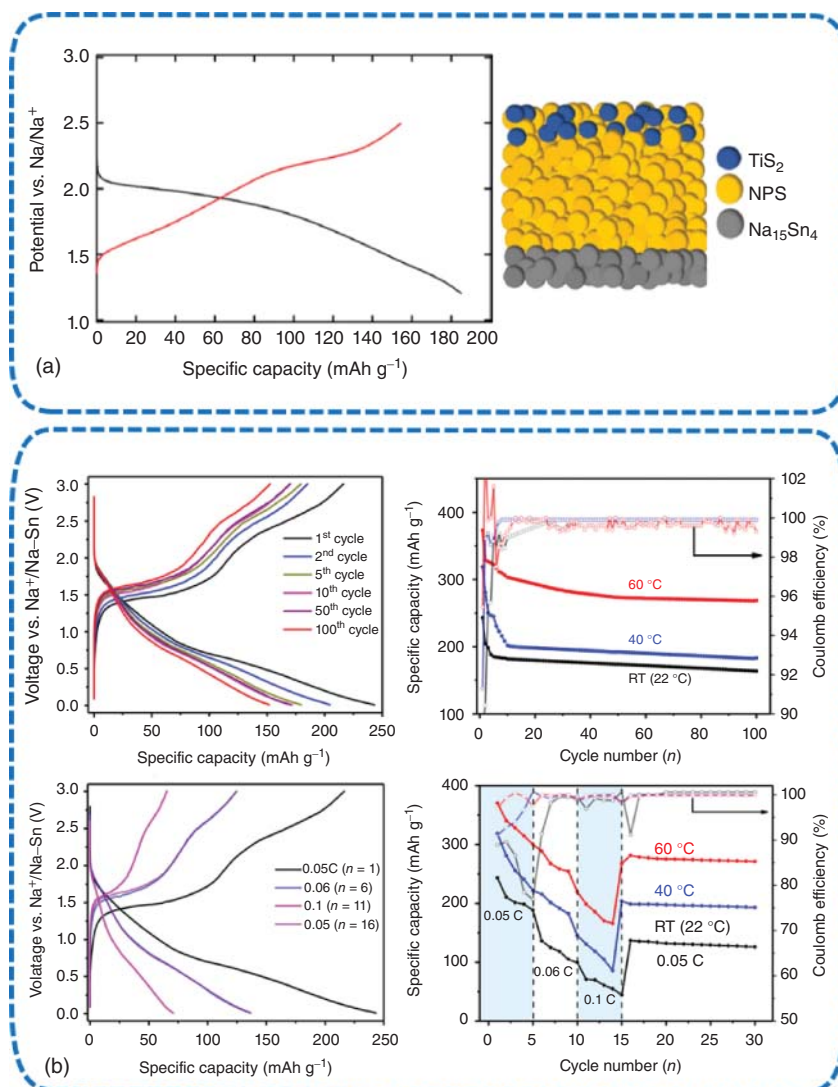 3.0
2.5
2.0
1.5
1.0
Potential vs. Na/Na⁺
0 20 40 60 80 100 120 140 160 180 200
Specific capacity (mAh g⁻¹)
TiS₂
NPS
Na₁₅Sn₄
(a)
3.0
2.5
2.0
1.5
1.0
0.5
0.0
Voltage vs. Na⁺/Na–Sn (V)
1ˢᵗ cycle
2ⁿᵈ cycle
5ᵗʰ cycle
10ᵗʰ cycle
50ᵗʰ cycle
100ᵗʰ cycle
0 50 100 150 200 250
Specific capacity (mAh g⁻¹)
400
300
200
100
Specific capacity (mAh g⁻¹)
60 °C
40 °C
RT (22 °C)
102
100
98
96
94
92
90
Coulomb efficiency (%)
0 20 40 60 80 100
Cycle number (n)
3.0
2.5
2.0
1.5
1.0
0.5
0.0
Volatage vs. Na⁺/Na–Sn (V)
0.05C (n = 1)
0.06 (n = 6)
0.1 (n = 11)
0.05 (n = 16)
0 50 100 150 200 250
Specific capacity (mAh g⁻¹)
400
300
200
100
0
Specific capacity (mAh g⁻¹)
60 °C
40 °C
RT (22 °C)
0.05 C
0.05 C
0.06 C
0.1 C
100
90
80
70
60
50
Coulomb efficiency (%)
0 5 10 15 20 25 30
Cycle number (n)
(b)